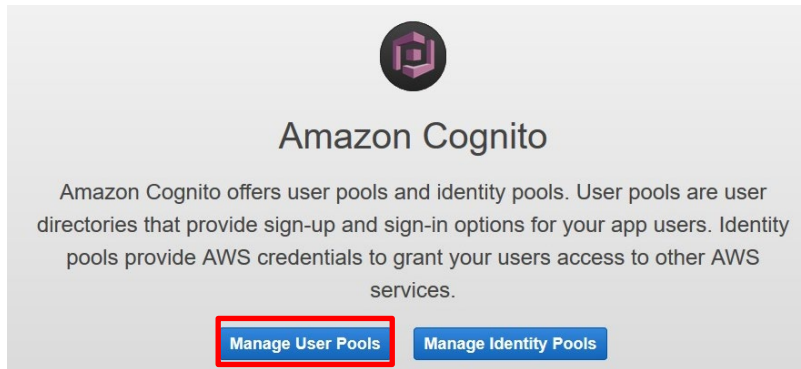 Amazon Cognito
Amazon Cognito offers user pools and identity pools. User pools are user
directories that provide sign-up and sign-in options for your app users. Identity
pools provide AWS credentials to grant your users access to other AWS
services.
Manage User Pools Manage Identity Pools